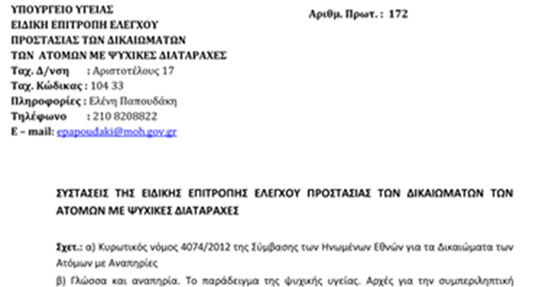 ΥΠΟΥΡΓΕΙΟ ΥΓΕΙΑΣ
Αριθμ. Πρωτ. : 172
ΕΙΔΙΚΗ ΕΠΙΤΡΟΠΗ ΕΛΕΓΧΟΥ
ΠΡΟΣΤΑΣΙΑΣ ΤΩΝ ΔΙΚΑΙΩΜΑΤΩΝ
ΤΩΝ ΑΤΟΜΩΝ ΜΕ ΨΥΧΙΚΕΣ ΔΙΑΤΑΡΑΧΕΣ
Ταχ. Δ/νση : Αριστοτέλους 17
Ταχ. Κώδικας : 104 33
Πληροφορίες : Ελένη Παπουδάκη
Τηλέφωνο : 210 8208822
E – mail: epapoudaki@moh.gov.gr
ΣΥΣΤΑΣΕΙΣ ΤΗΣ ΕΙΔΙΚΗΣ ΕΠΙΤΡΟΠΗΣ ΕΛΕΓΧΟΥ ΠΡΟΣΤΑΣΙΑΣ ΤΩΝ ΔΙΚΑΙΩΜΑΤΩΝ ΤΩΝ
ΑΤΟΜΩΝ ΜΕ ΨΥΧΙΚΕΣ ΔΙΑΤΑΡΑΧΕΣ
Σχετ.: α) Κυρωτικός νόμος 4074/2012 της Σύμβασης των Ηνωμένων Εθνών για τα Δικαιώματα των
Ατόμων με Αναπηρίες
β) Γλώσσα και αναπηρία. Το παράδειγμα της ψυχικής υγείας. Αρχές για την συμπεριληπτική